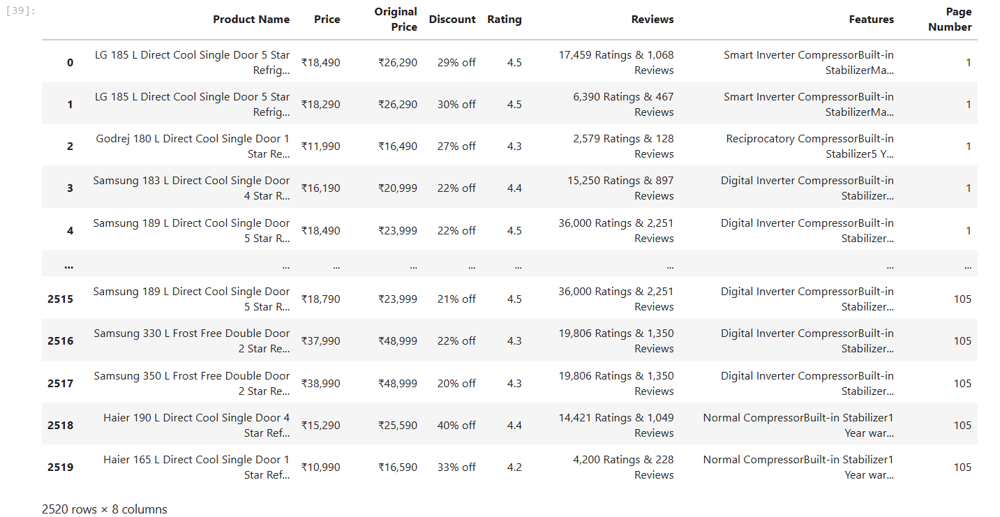 [39]:
Product Name Price Original Price Discount Rating Reviews Features Page Number
0 LG 185 L Direct Cool Single Door 5 Star Refrig... ₹18,490 ₹26,290 29% off 4.5 17,459 Ratings & 1,068 Reviews Smart Inverter CompressorBuilt-in StabilizerMa... 1
1 LG 185 L Direct Cool Single Door 5 Star Refrig... ₹18,290 ₹26,290 30% off 4.5 6,390 Ratings & 467 Reviews Smart Inverter CompressorBuilt-in StabilizerMa... 1
2 Godrej 180 L Direct Cool Single Door 1 Star Re... ₹11,990 ₹16,490 27% off 4.3 2,579 Ratings & 128 Reviews Reciprocatory CompressorBuilt-in Stabilizer5 Y... 1
3 Samsung 183 L Direct Cool Single Door 4 Star R... ₹16,190 ₹20,999 22% off 4.4 15,250 Ratings & 897 Reviews Digital Inverter CompressorBuilt-in Stabilizer... 1
4 Samsung 189 L Direct Cool Single Door 5 Star R... ₹18,490 ₹23,999 22% off 4.5 36,000 Ratings & 2,251 Reviews Digital Inverter CompressorBuilt-in Stabilizer... 1
... ... ... ... ... ... ... ... ...
2515 Samsung 189 L Direct Cool Single Door 5 Star R... ₹18,790 ₹23,999 21% off 4.5 36,000 Ratings & 2,251 Reviews Digital Inverter CompressorBuilt-in Stabilizer... 105
2516 Samsung 330 L Frost Free Double Door 2 Star Re... ₹37,990 ₹48,999 22% off 4.3 19,806 Ratings & 1,350 Reviews Digital Inverter CompressorBuilt-in Stabilizer... 105
2517 Samsung 350 L Frost Free Double Door 2 Star Re... ₹38,990 ₹48,999 20% off 4.3 19,806 Ratings & 1,350 Reviews Digital Inverter CompressorBuilt-in Stabilizer... 105
2518 Haier 190 L Direct Cool Single Door 4 Star Ref... ₹15,290 ₹25,590 40% off 4.4 14,421 Ratings & 1,049 Reviews Normal CompressorBuilt-in Stabilizer1 Year war... 105
2519 Haier 165 L Direct Cool Single Door 1 Star Ref... ₹10,990 ₹16,590 33% off 4.2 4,200 Ratings & 228 Reviews Normal CompressorBuilt-in Stabilizer1 Year war... 105
2520 rows × 8 columns